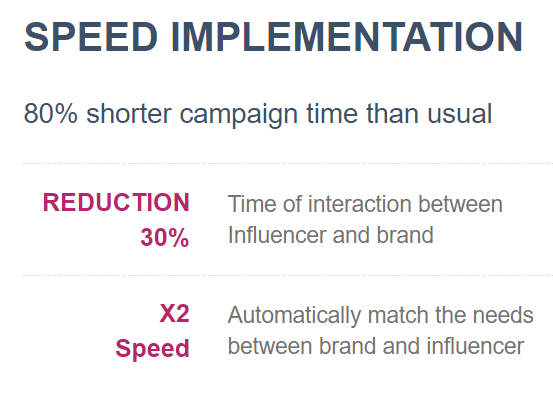 SPEED IMPLEMENTATION
80% shorter campaign time than usual
REDUCTION
30%
Time of interaction between
Influencer and brand
X2
Speed
Automatically match the needs
between brand and influencer